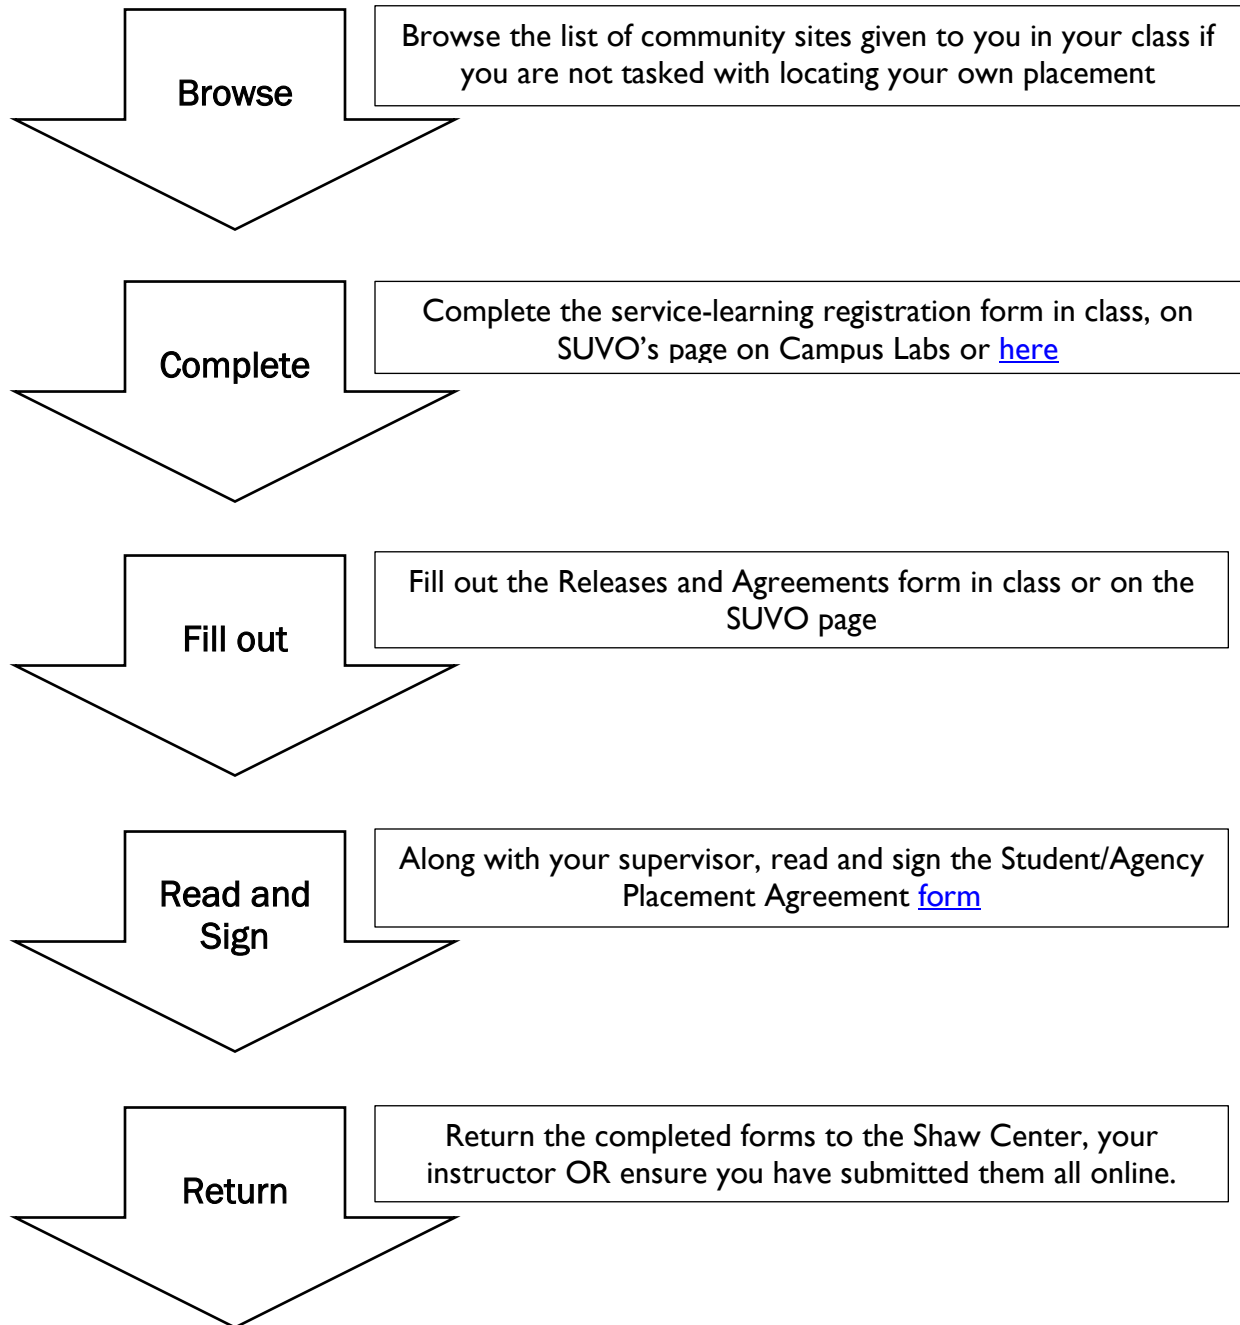 Browse
Browse the list of community sites given to you in your class if
you are not tasked with locating your own placement
Complete
Complete the service-learning registration form in class, on
SUVO’s page on Campus Labs or here
Fill out
Fill out the Releases and Agreements form in class or on the
SUVO page
Read and
Sign
Along with your supervisor, read and sign the Student/Agency
Placement Agreement form
Return
Return the completed forms to the Shaw Center, your
instructor OR ensure you have submitted them all online.